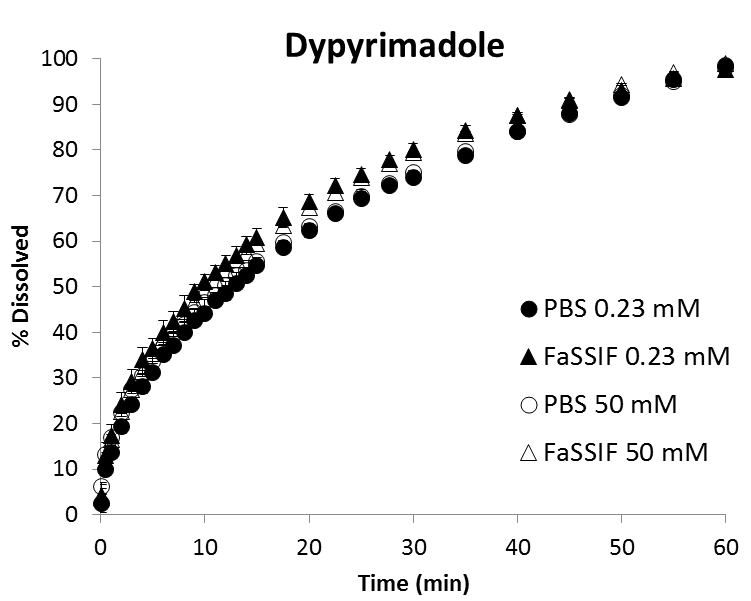 Dypyrimadole
100
90
80
70
60
50
40
30
20
10
0
% Dissolved
PBS 0.23 mM
FaSSIF 0.23 mM
PBS 50 mM
FaSSIF 50 mM
0 10 20 30 40 50 60
Time (min)